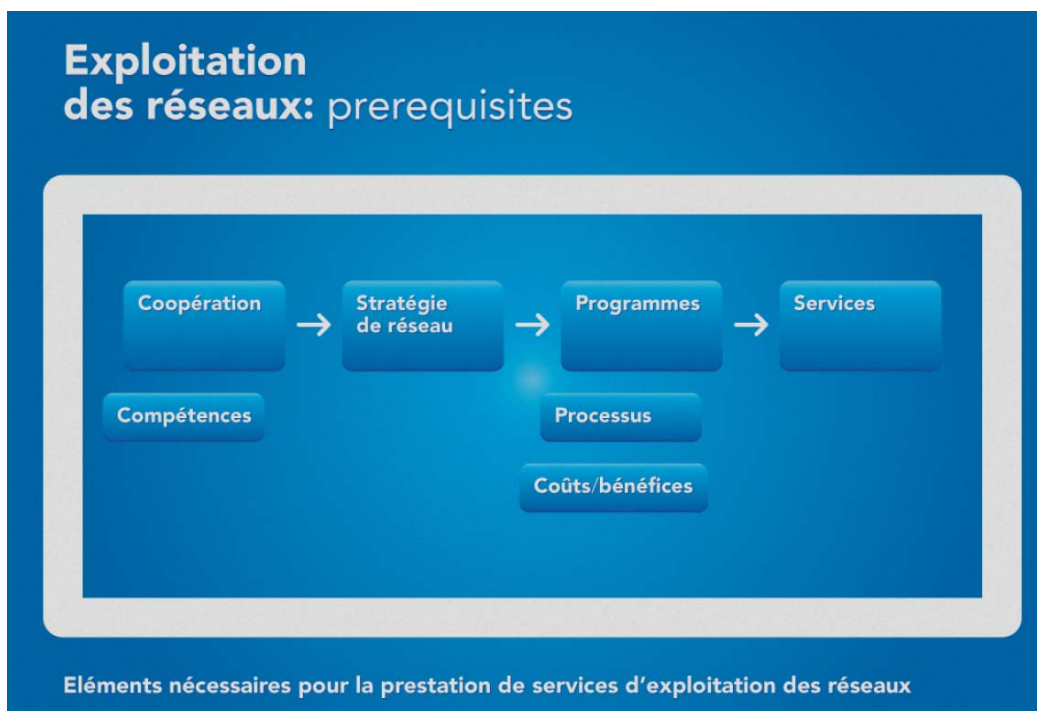 Exploitation
des réseaux: prerequisites
Coopération
→
Stratégie
de réseau
→
Programmes
→
Services
Compétences
Processus
Coûts/bénéfices
Eléments nécessaires pour la prestation de services d'exploitation des réseaux